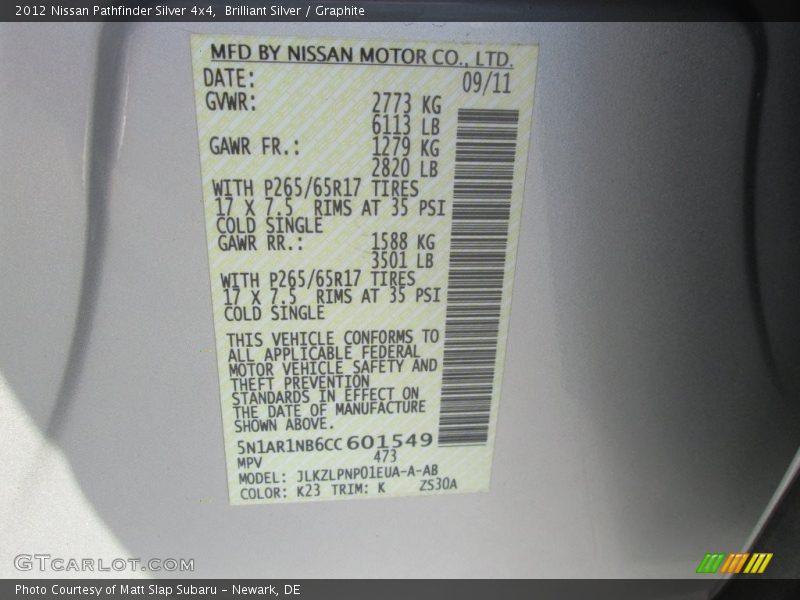 2012 Nissan Pathfinder Silver 4x4,  Brilliant Silver / Graphite
MFD BY NISSAN MOTOR CO., LTD.
DATE: 09/11
GVWR: 2773 KG
6113 LB
GAWR FR.: 1279 KG
2820 LB
WITH P265/65R17 TIRES
17 X 7.5 RIMS AT 35 PSI
COLD SINGLE
GAWR RR.: 1588 KG
3501 LB
WITH P265/65R17 TIRES
17 X 7.5 RIMS AT 35 PSI
COLD SINGLE
THIS VEHICLE CONFORMS TO
ALL APPLICABLE FEDERAL
MOTOR VEHICLE SAFETY AND
THEFT PREVENTION
STANDARDS IN EFFECT ON
THE DATE OF MANUFACTURE
SHOWN ABOVE.
5N1AR1NB6CC601549
MPV 473
MODEL: JLKZLPNP01EUA-A-AB
COLOR: K23 TRIM: K ZS30A
GTCARLOT.COM
Photo Courtesy of Matt Slap Subaru - Newark, DE